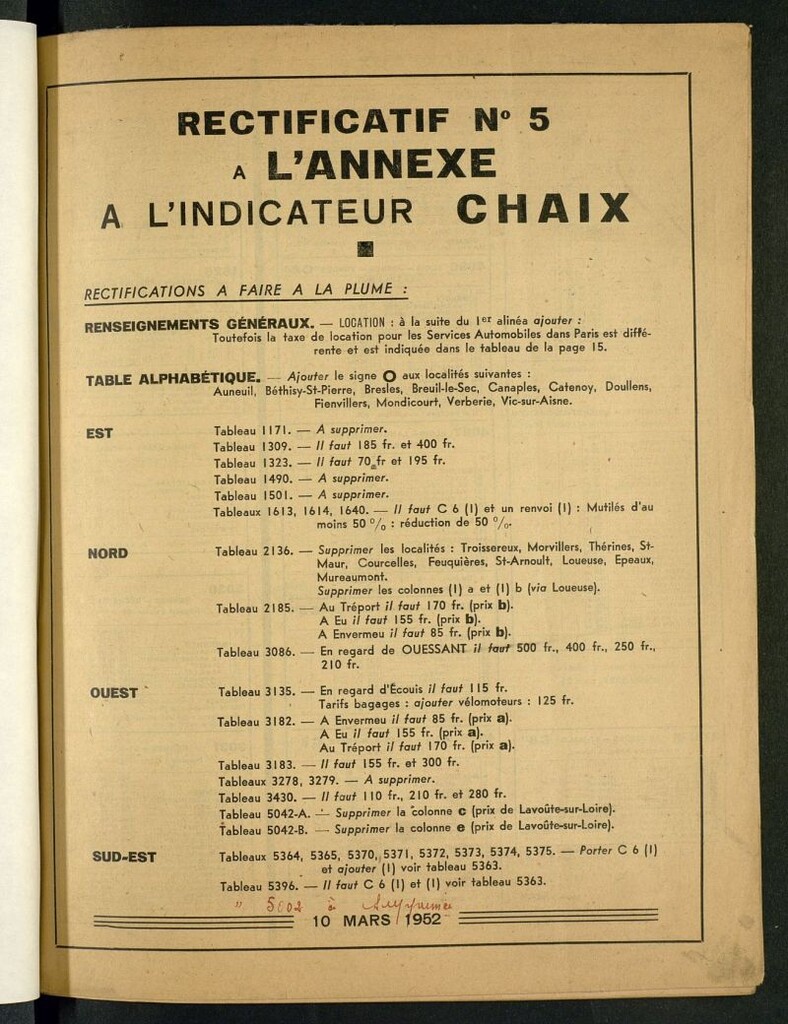 RECTIFICATIF Nº 5
A L'ANNEXE
A L'INDICATEUR CHAIX
RECTIFICATIONS A FAIRE A LA PLUME :
RENSEIGNEMENTS GÉNÉRAUX. — LOCATION : à la suite du 1er alinéa ajouter :
Toutefois la taxe de location pour les Services Automobiles dans Paris est diffé-
rente et est indiquée dans le tableau de la page 15.
TABLE ALPHABÉTIQUE. — Ajouter le signe O aux localités suivantes :
Auneuil, Béthisy-St-Pierre, Bresles, Breuil-le-Sec, Canaples, Catenoy, Doullens,
Fienvillers, Mondicourt, Verberie, Vic-sur-Aisne.
EST Tableau 1171. — A supprimer.
Tableau 1309. — Il faut 185 fr. et 400 fr.
Tableau 1323. — Il faut 70 fr et 195 fr.
Tableau 1490. — A supprimer.
Tableau 1501. — A supprimer.
Tableaux 1613, 1614, 1640. — Il faut C 6 (1) et un renvoi (1) : Mutilés d'au
moins 50 % : réduction de 50 %.
NORD Tableau 2136. — Supprimer les localités : Troissereux, Morvillers, Thérines, St-
Maur, Courcelles, Feuquières, St-Arnoult, Loueuse, Epeaux,
Mureaumont.
Supprimer les colonnes (1) a et (1) b (via Loueuse).
Tableau 2185. — Au Tréport il faut 170 fr. (prix b).
A Eu il faut 155 fr. (prix b).
A Envermeu il faut 85 fr. (prix b).
Tableau 3086. — En regard de OUESSANT il faut 500 fr., 400 fr., 250 fr.,
210 fr.
OUEST Tableau 3135. — En regard d'Écouis il faut 115 fr.
Tarifs bagages : ajouter vélomoteurs : 125 fr.
Tableau 3182. — A Envermeu il faut 85 fr. (prix a).
A Eu il faut 155 fr. (prix a).
Au Tréport il faut 170 fr. (prix a).
Tableau 3183. — Il faut 155 fr. et 300 fr.
Tableaux 3278, 3279. — A supprimer.
Tableau 3430. — Il faut 110 fr., 210 fr. et 280 fr.
Tableau 5042-A. — Supprimer la colonne c (prix de Lavoûte-sur-Loire).
Tableau 5042-B. — Supprimer la colonne e (prix de Lavoûte-sur-Loire).
SUD-EST Tableaux 5364, 5365, 5370, 5371, 5372, 5373, 5374, 5375. — Porter C 6 (1)
et ajouter (1) voir tableau 5363.
Tableau 5396. — Il faut C 6 (1) et (1) voir tableau 5363.
" à
10 MARS 1952